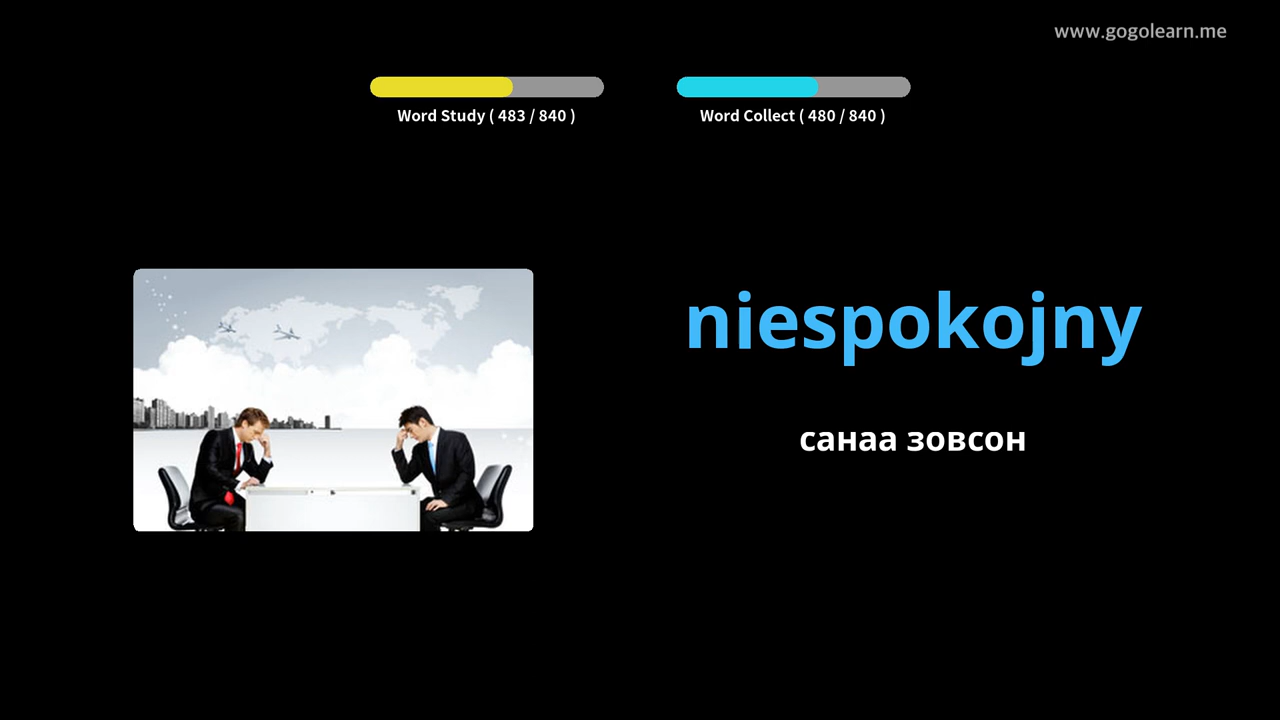 www.gogolearn.me
Word Study ( 483 / 840 )
Word Collect ( 480 / 840 )
niespokojny
санаа зовсон